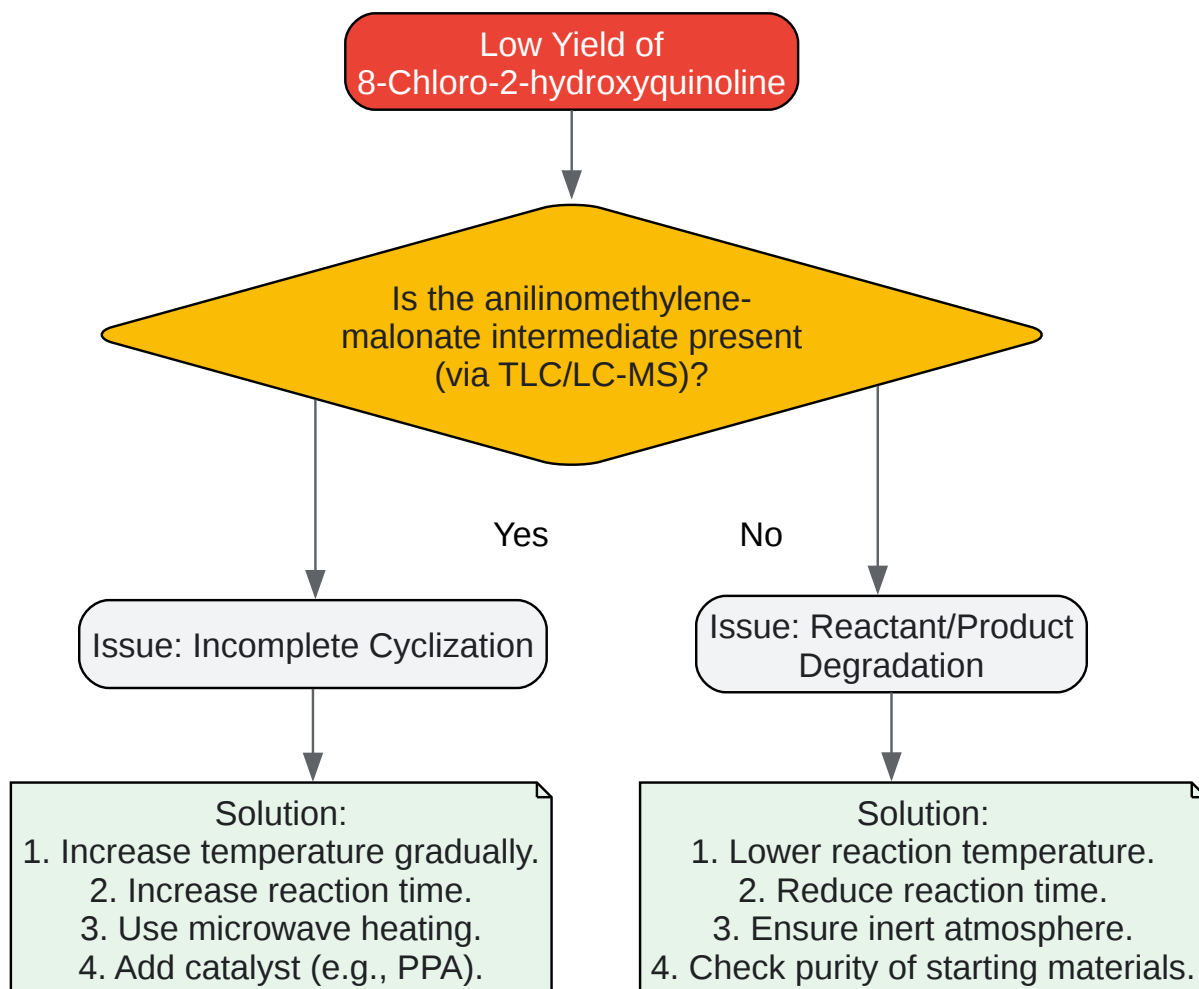 Low Yield of
8-Chloro-2-hydroxyquinoline
Is the anilinomethylene-
malonate intermediate present
(via TLC/LC-MS)?
Yes
No
Issue: Incomplete Cyclization
Issue: Reactant/Product
Degradation
Solution:
1. Increase temperature gradually.
2. Increase reaction time.
3. Use microwave heating.
4. Add catalyst (e.g., PPA).
Solution:
1. Lower reaction temperature.
2. Reduce reaction time.
3. Ensure inert atmosphere.
4. Check purity of starting materials.